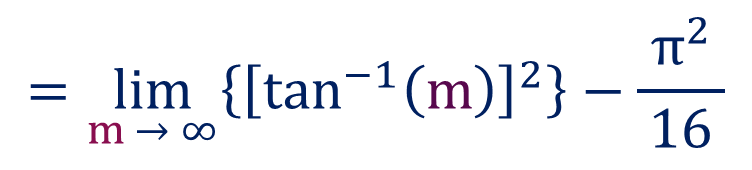 = lim m → ∞ {[tan⁻¹(m)]²} − π²/16